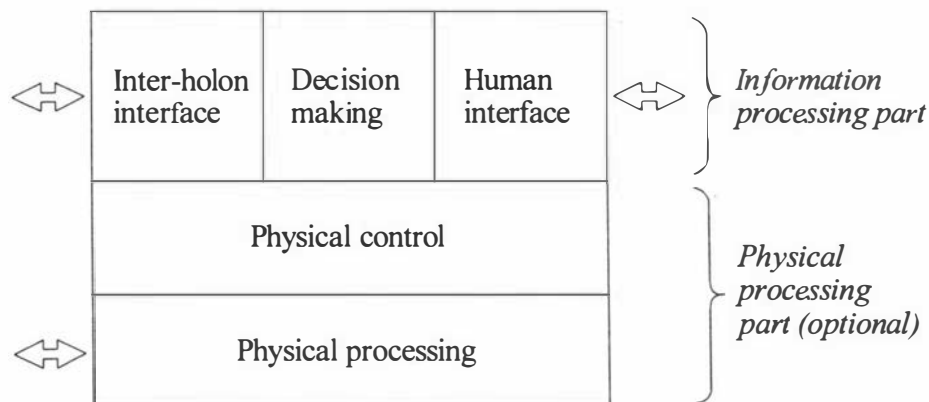 Inter-holon
interface
Decision
making
Human
interface
Information
processing part
Physical control
Physical
processing
part (optional)
Physical processing